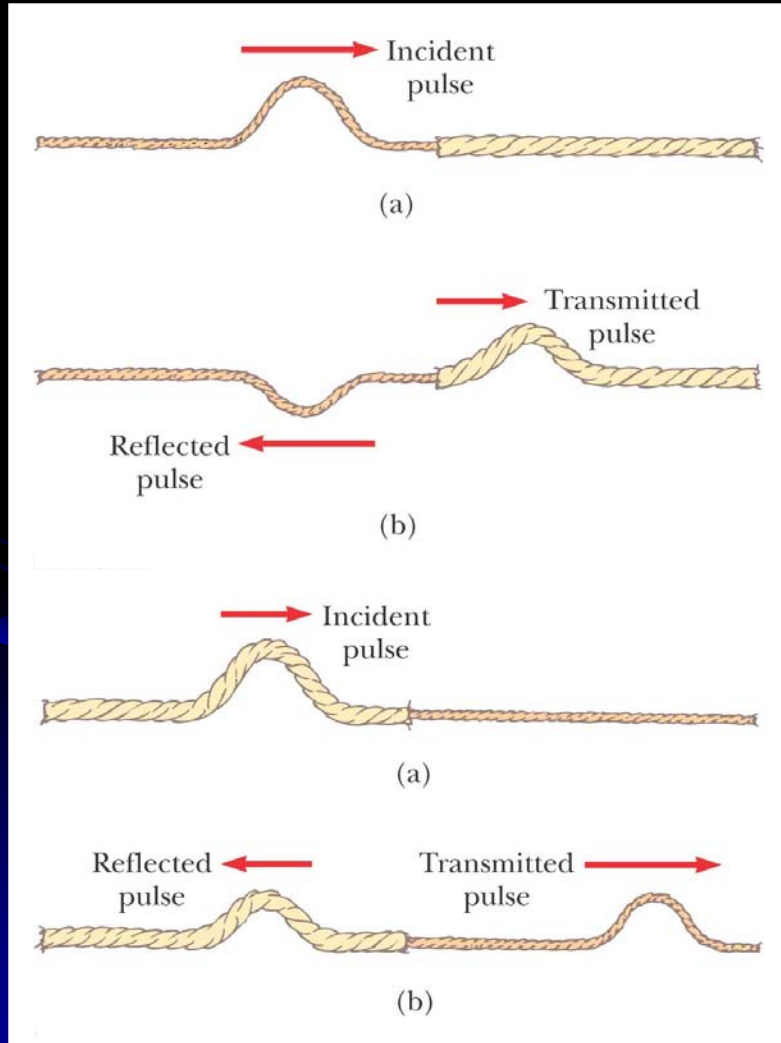 Incident
pulse
(a)
Transmitted
pulse
Reflected
pulse
(b)
Incident
pulse
(a)
Reflected
pulse
Transmitted
pulse
(b)